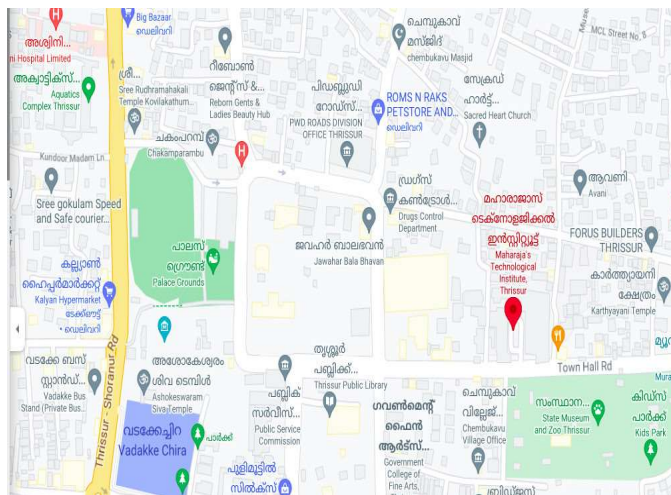 Big Bazaar
ഡെലിവറി
അശ്വിനി...
ni Hospital Limited
അക്വാട്ടിക്സ്...
Aquatics
Complex Thrissur
ശ്രീ...
Sree Rudhramahakali
Temple Kovilakathum...
റീബോൺ
ജെന്റ്സ് &...
Reborn Gents &
Ladies Beauty Hub
ചെമ്പുകാവ്
മസ്ജിദ്
chembukavu Masjid
MCL Street No. 8
പിഡബ്ലുഡി
റോഡ്സ്...
PWD ROADS DIVISION
OFFICE THRISSUR
ROMS N RAKS
PETSTORE AND...
ഡെലിവറി
സേക്രഡ്
ഹാർട്ട്...
Sacred Heart Church
ചകംപറമ്പ്
Chakamparambu
Kundoor Madam Ln
Sree gokulam Speed
and Safe courier...
ഡ്രഗ്സ്
കൺട്രോൾ...
Drugs Control
Department
മഹാരാജാസ്
ടെക്നോളജിക്കൽ
ഇൻസ്റ്റിറ്റ്യൂട്ട്
Maharaja's
Technological
Institute,
Thrissur
ആവണി
Avani
FORUS BUILDERS
THRISSUR
പാലസ്
ഗ്രൌണ്ട്
Palace Grounds
ജവഹർ ബാലഭവൻ
Jawahar Bala Bhavan
കല്ല്യാൺ
ഹൈപ്പർമാർക്കറ്റ്
Kalyan Hypermarket
ടേക്ക്ഔട്ട്
• ഡെലിവറി
കാർത്ത്യായനി
ക്ഷേത്രം
Karthyayani Temple
വടക്കേ ബസ്
സ്റ്റാൻഡ്...
Vadakke Bus
Stand (Private Bus...
Thrissur - Shoranur Rd
അശോകേശ്വരം
ശിവ ടെമ്പിൾ
Ashokeswaram
Siva Temple
തൃശ്ശൂർ
പബ്ലിക്ക്...
Thrissur Public Library
Town Hall Rd
പബ്ലിക്
സർവീസ്...
Public Service
Commission
വടക്കേച്ചിറ
Vadakke Chira
പാർക്ക്
പുളിമൂട്ടിൽ
സിൽക്സ്
ഗവൺമെന്റ്
ഫൈൻ
ആർട്സ്...
Government
College of
Fine Arts,
ചെമ്പുകാവ്
വില്ലേജ്...
Chembukavu
Village Office
സംസ്ഥാന...
State Museum
and Zoo Thrissur
കിഡ്സ്
പാർക്ക്
Kids Park